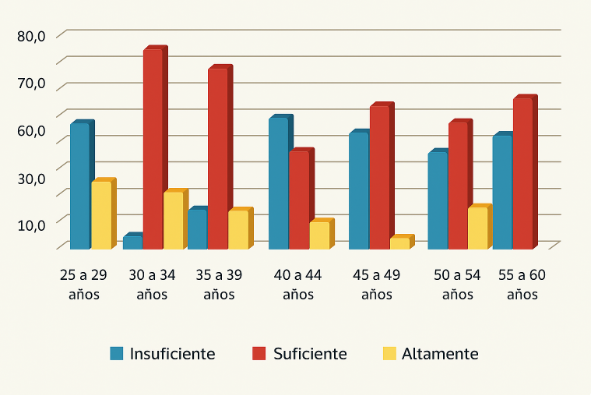 80,0
70,0
60,0
30,0
10,0
25 a 29 años
30 a 34 años
35 a 39 años
40 a 44 años
45 a 49 años
50 a 54 años
55 a 60 años
Insuficiente
Suficiente
Altamente